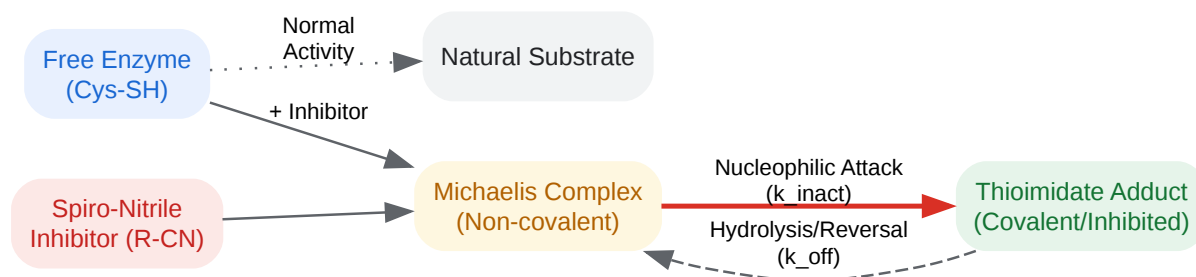 Free Enzyme
(Cys-SH)
Normal
Activity
Natural Substrate
+ Inhibitor
Spiro-Nitrile
Inhibitor (R-CN)
Michaelis Complex
(Non-covalent)
Nucleophilic Attack
(k_inact)
Hydrolysis/Reversal
(k_off)
Thioimidate Adduct
(Covalent/Inhibited)